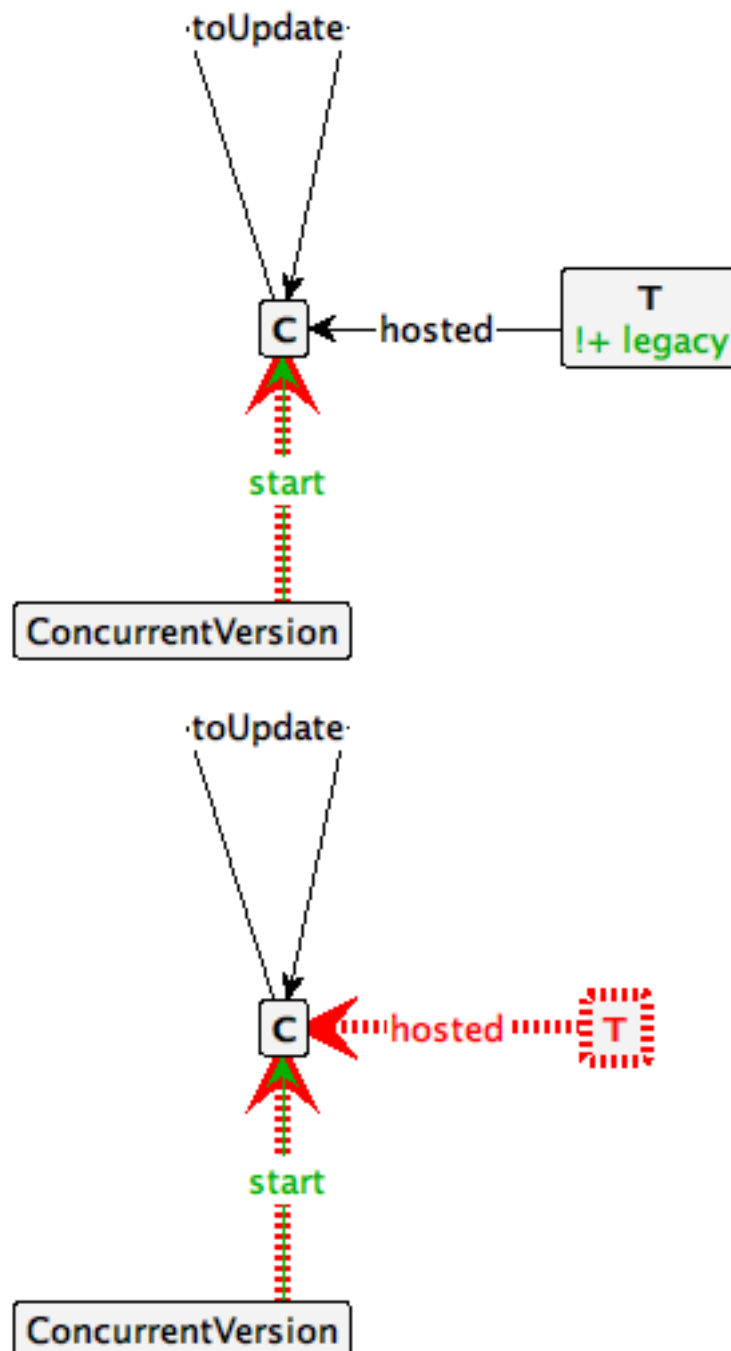 toUpdate
T
C
hosted
!+ legacy
start
ConcurrentVersion
toUpdate
C
hosted
T
start
ConcurrentVersion